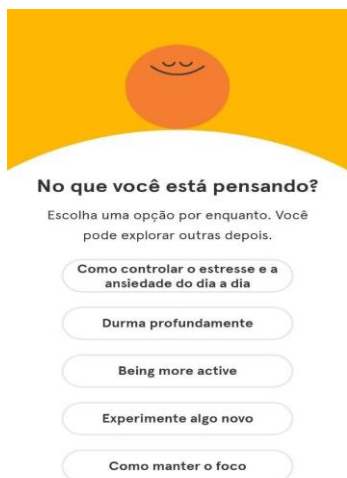 No que você está pensando?
Escolha uma opção por enquanto. Você
pode explorar outras depois.
Como controlar o estresse e a
ansiedade do dia a dia
Durma profundamente
Being more active
Experimente algo novo
Como manter o foco